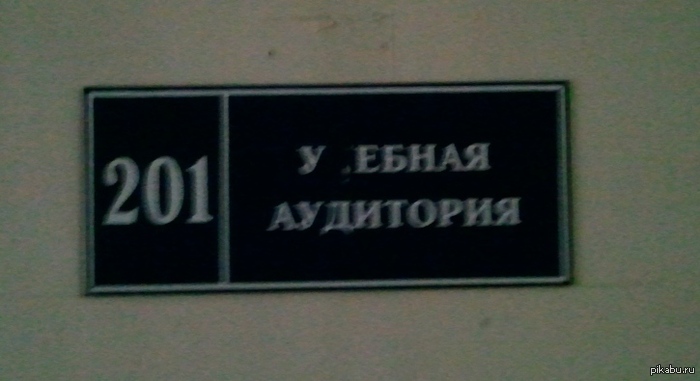 201
У ЕБНАЯ
АУДИТОРИЯ
pikabu.ru